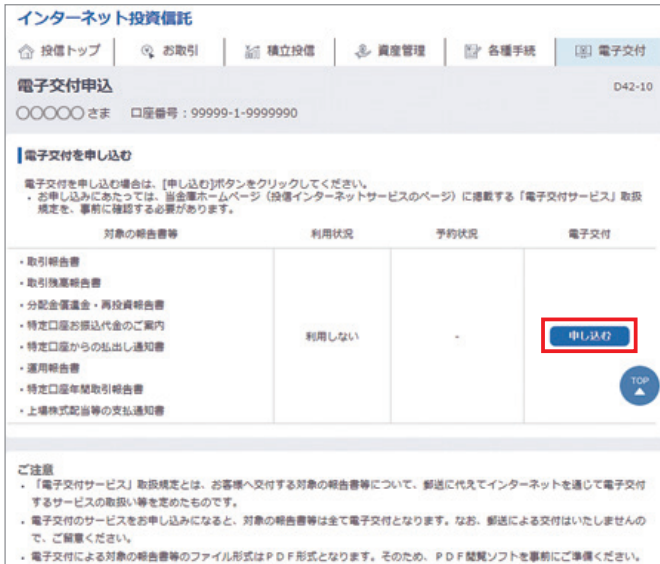 インターネット投資信託
投信トップ お取引 積立投信 資産管理 各種手続 電子交付
電子交付申込 D42-10
○○○○○さま 口座番号：99999-1-9999990
電子交付を申し込む
電子交付を申し込む場合は、[申し込む]ボタンをクリックしてください。
・お申し込みにあたっては、当金庫ホームページ（投信インターネットサービスのページ）に掲載する「電子交付サービス」取扱
規定を、事前に確認する必要があります。
対象の報告書等 利用状況 予約状況 電子交付
・取引報告書
・取引残高報告書
・分配金償還金・再投資報告書
・特定口座お振込代金のご案内
・特定口座からの払出し通知書
・運用報告書
・特定口座年間取引報告書
・上場株式配当等の支払通知書
利用しない - 申し込む
TOP
ご注意
・「電子交付サービス」取扱規定とは、お客様へ交付する対象の報告書等について、郵送に代えてインターネットを通じて電子交付
するサービスの取扱い等を定めたものです。
・電子交付のサービスをお申し込みになると、対象の報告書等は全て電子交付となります。なお、郵送による交付はいたしませんの
で、ご留意ください。
・電子交付による対象の報告書等のファイル形式はＰＤＦ形式となります。そのため、ＰＤＦ閲覧ソフトを事前にご準備ください。